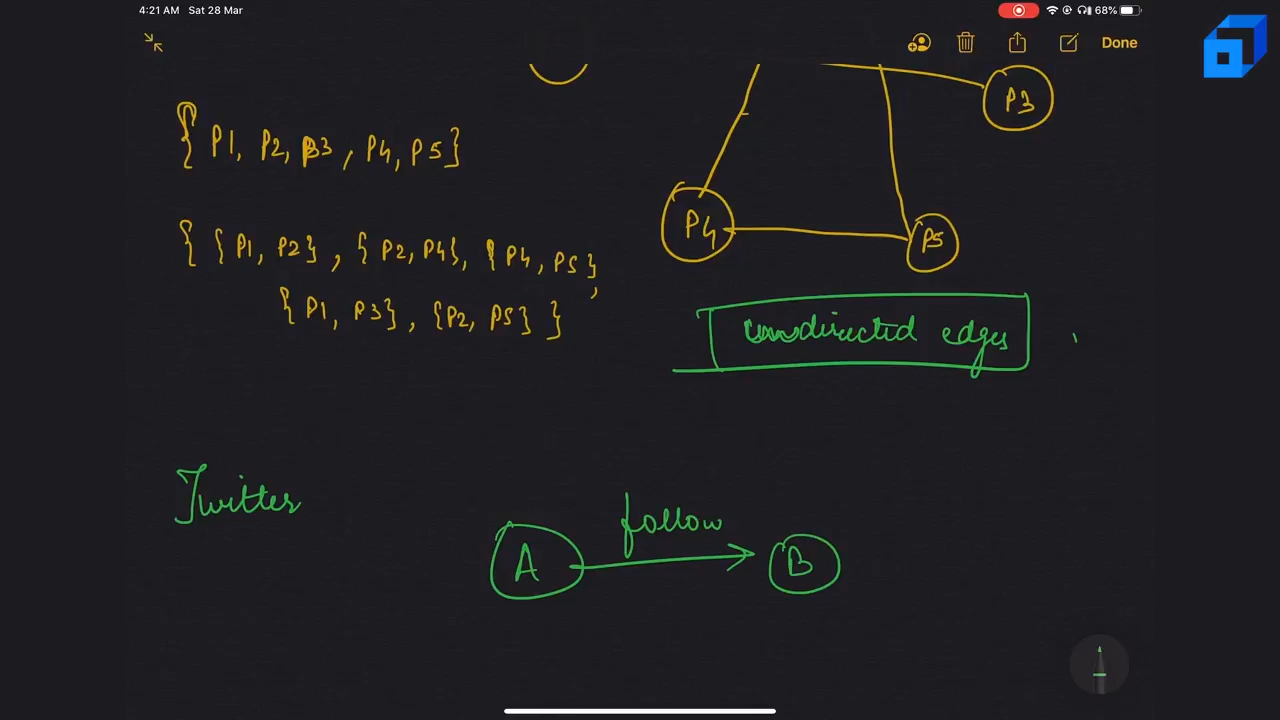 4:21 AM Sat 28 Mar
68%
Done
P3
{ P1, P2, P3, P4, P5}
P4
P5
{ {P1, P2}, {P2, P4}, {P4, P5},
{P1, P3}, {P2, P5} }
undirected edges
Twitter
follow
A
B